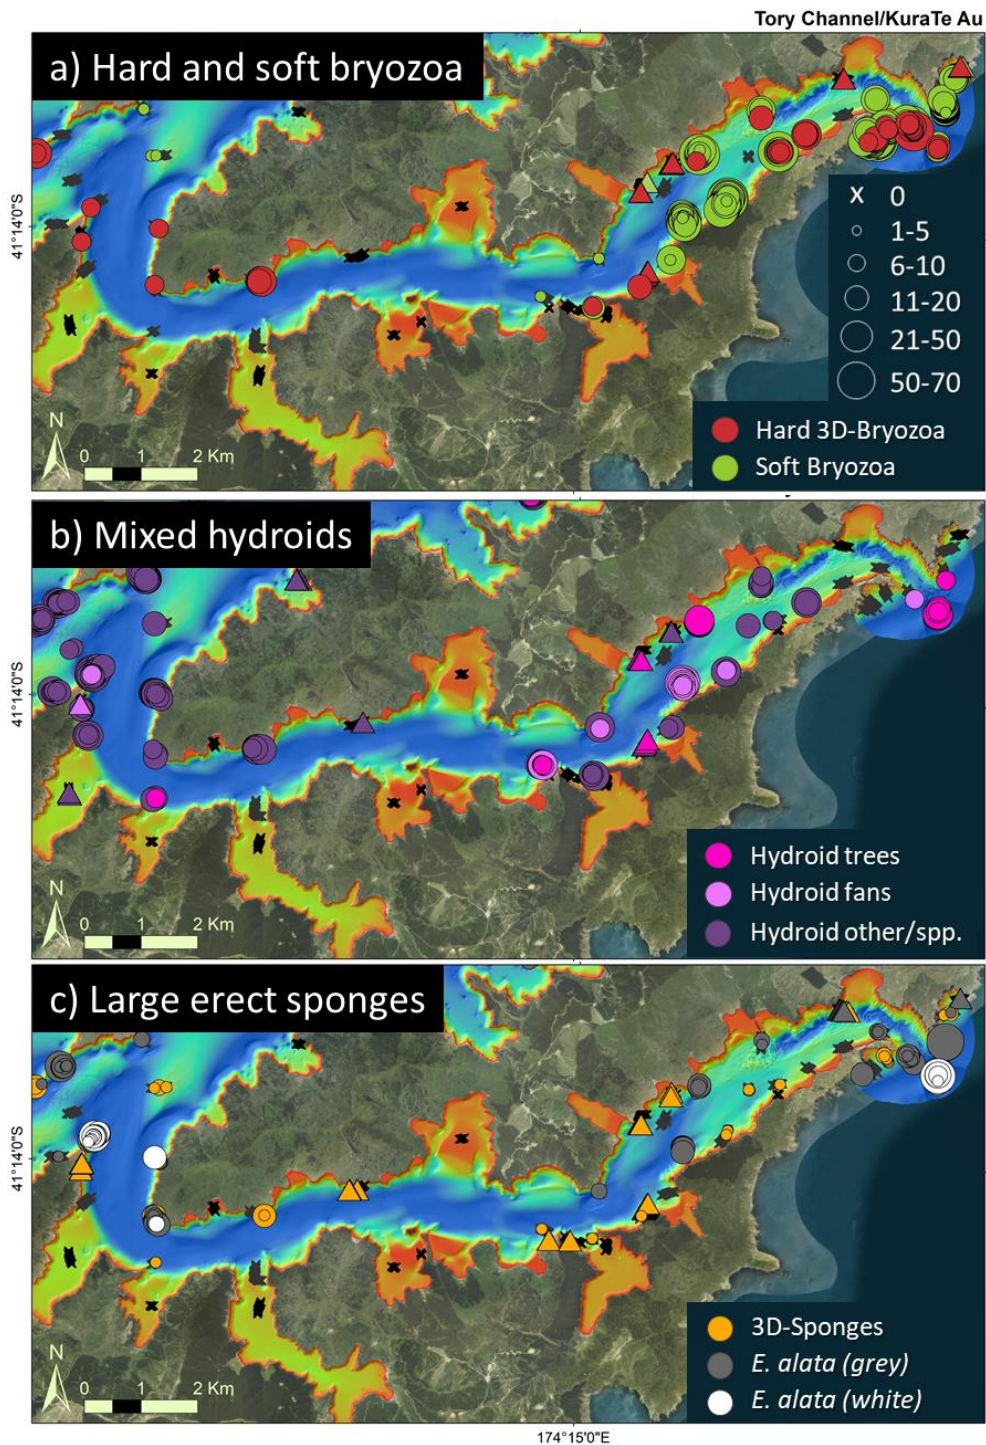 Tory Channel/KuraTe Au
a) Hard and soft bryozoa
41°14'0"S
x 0
1-5
6-10
11-20
21-50
50-70
Hard 3D-Bryozoa
Soft Bryozoa
N
0 1 2 Km
b) Mixed hydroids
41°14'0"S
Hydroid trees
Hydroid fans
Hydroid other/spp.
N
0 1 2 Km
c) Large erect sponges
41°14'0"S
3D-Sponges
E. alata (grey)
E. alata (white)
N
0 1 2 Km
174°15'0"E